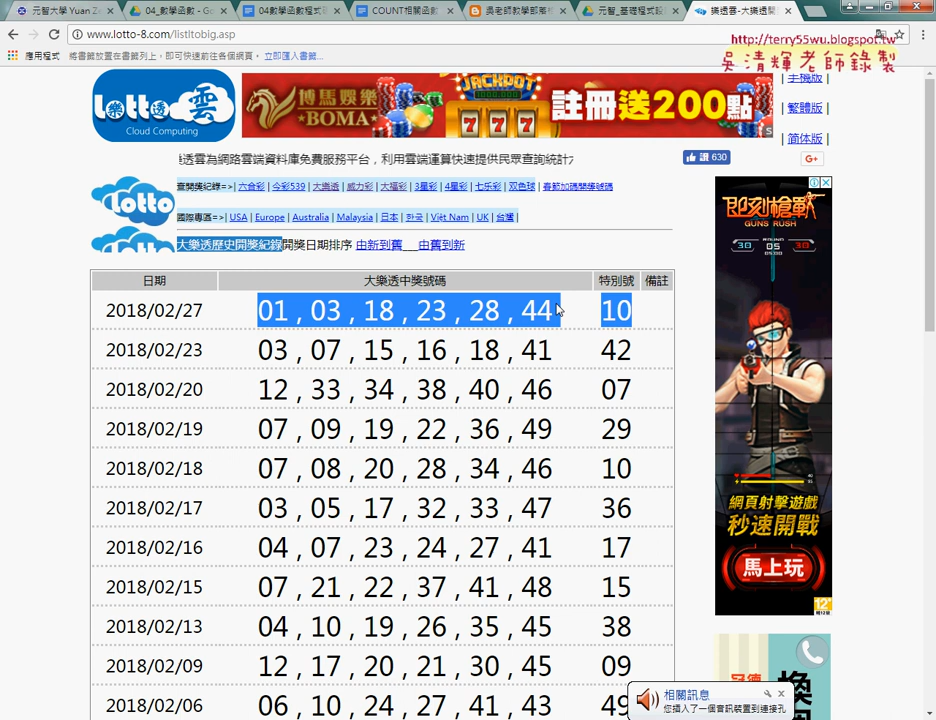 元智大學 Yuan Z
04_數學函數 - Go
04數學函數程式
COUNT相關函數
吳老師教學部落格
元智_基礎程式設
樂透雲-大樂透開
www.lotto-8.com/listltobig.asp
http://terry55wu.blogspot.tw
吳清輝老師錄製
應用程式 將書籤放置在書籤列上，即可快速前往各個網頁。 立即匯入書籤...
lotto 樂透雲
Cloud Computing
博馬娛樂
BOMA
JACKPOT
777
註冊送200點
| 手機版 |
| 繁體版 |
| 简体版 |
透雲為網路雲端資料庫免費服務平台，利用雲端運算快速提供民眾查詢統計
讚 630
G+
Lotto
查開獎紀錄=>| 六合彩 | 今彩539 | 大樂透 | 威力彩 | 大福彩 | 3星彩 | 4星彩 | 七乐彩 | 双色球 | 春節加碼開獎號碼
國際專區=>| USA | Europe | Australia | Malaysia | 日本 | 한국 | Việt Nam | UK | 台灣 |
大樂透歷史開獎紀錄開獎日期排序 由新到舊___由舊到新
日期 大樂透中獎號碼 特別號 備註
2018/02/27 01 , 03 , 18 , 23 , 28 , 44 10
2018/02/23 03 , 07 , 15 , 16 , 18 , 41 42
2018/02/20 12 , 33 , 34 , 38 , 40 , 46 07
2018/02/19 07 , 09 , 19 , 22 , 36 , 49 29
2018/02/18 07 , 08 , 20 , 28 , 34 , 46 10
2018/02/17 03 , 05 , 17 , 32 , 33 , 47 36
2018/02/16 04 , 07 , 23 , 24 , 27 , 41 17
2018/02/15 07 , 21 , 22 , 37 , 41 , 48 15
2018/02/13 04 , 10 , 19 , 26 , 35 , 45 38
2018/02/09 12 , 17 , 20 , 21 , 30 , 45 09
2018/02/06 06 , 10 , 24 , 27 , 41 , 43 49
即刻槍戰
GUNS RUSH
30 ROUND 05 30
05:00
網頁射擊遊戲
秒速開戰
馬上玩
12+
相關訊息
您插入了一個音訊裝置到連接孔